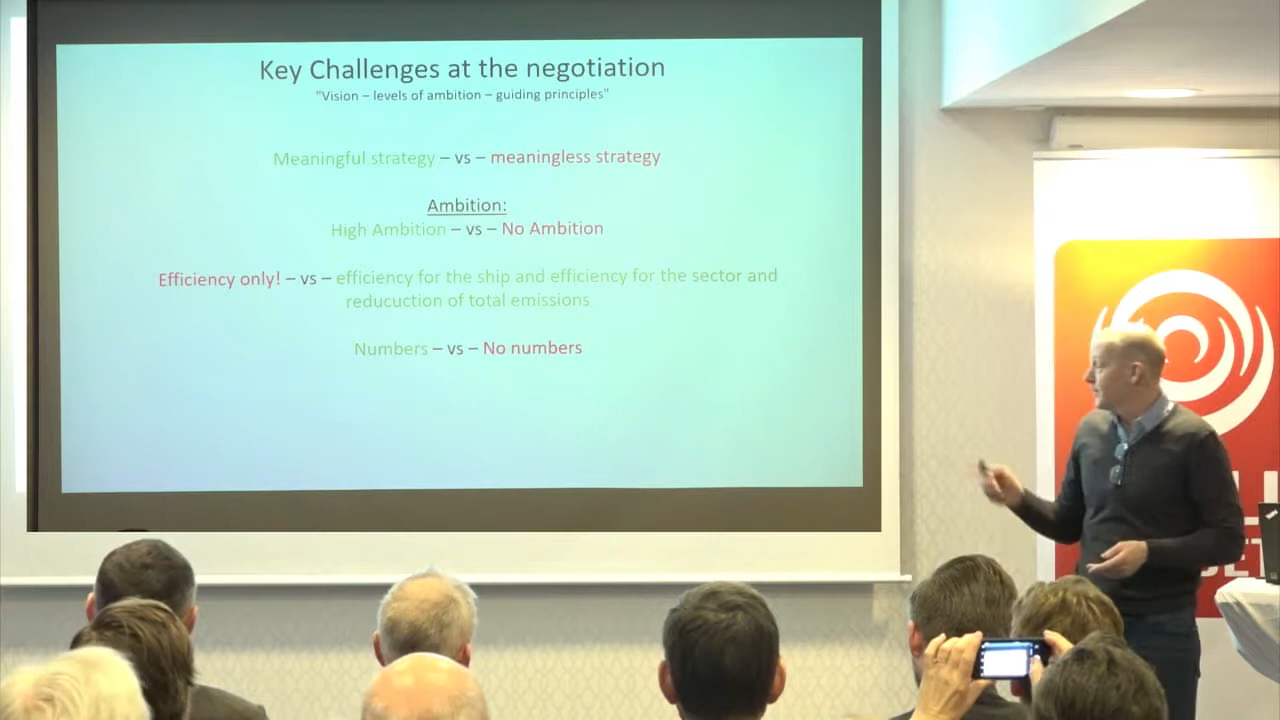 Key Challenges at the negotiation
"Vision – levels of ambition – guiding principles"
Meaningful strategy – vs – meaningless strategy
Ambition:
High Ambition – vs – No Ambition
Efficiency only! – vs – efficiency for the ship and efficiency for the sector and
reducuction of total emissions
Numbers – vs – No numbers